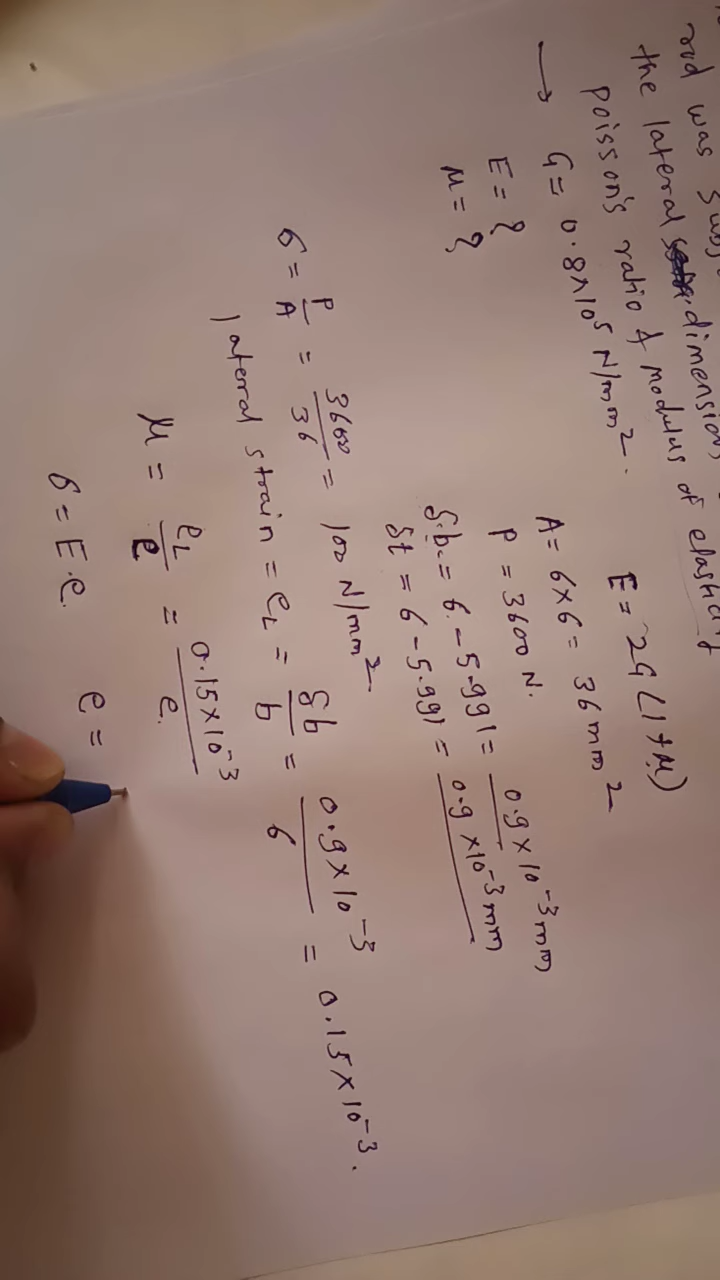 rod was
the lateral dimension
poisson's ratio & modulus of elasticity
→ G = 0.8×10⁵ N/mm². E = 2G(1+μ)
E = ?
μ = ?
A = 6×6 = 36 mm²
P = 3600 N.
δb = 6 - 5.991 = 0.9×10⁻³ mm
δt = 6 - 5.991 = 0.9×10⁻³ mm
σ = P/A = 3600/36 = 100 N/mm².
lateral strain = e_L = δb/b = 0.9×10⁻³/6 = 0.15×10⁻³.
μ = e_L/e = 0.15×10⁻³/e.
σ = E.e. e =